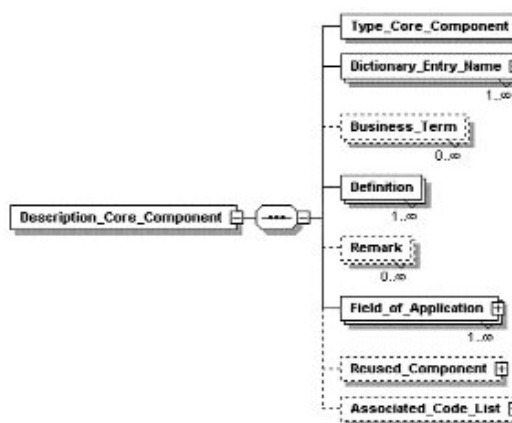 Type_Core_Component
Dictionary_Entry_Name
1..∞
Business_Term
0..∞
Definition
1..∞
Description_Core_Component
Remark
0..∞
Field_of_Application
1..∞
Reused_Component
Associated_Code_List